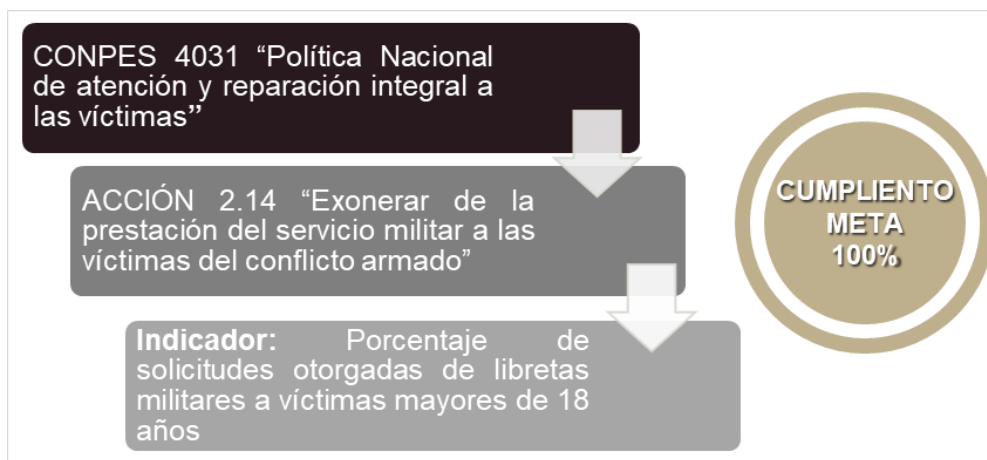 CONPES 4031 “Política Nacional
de atención y reparación integral a
las víctimas”
ACCIÓN 2.14 “Exonerar de la
prestación del servicio militar a las
víctimas del conflicto armado”
Indicador: Porcentaje de
solicitudes otorgadas de libretas
militares a víctimas mayores de 18
años
CUMPLIENTO
META
100%